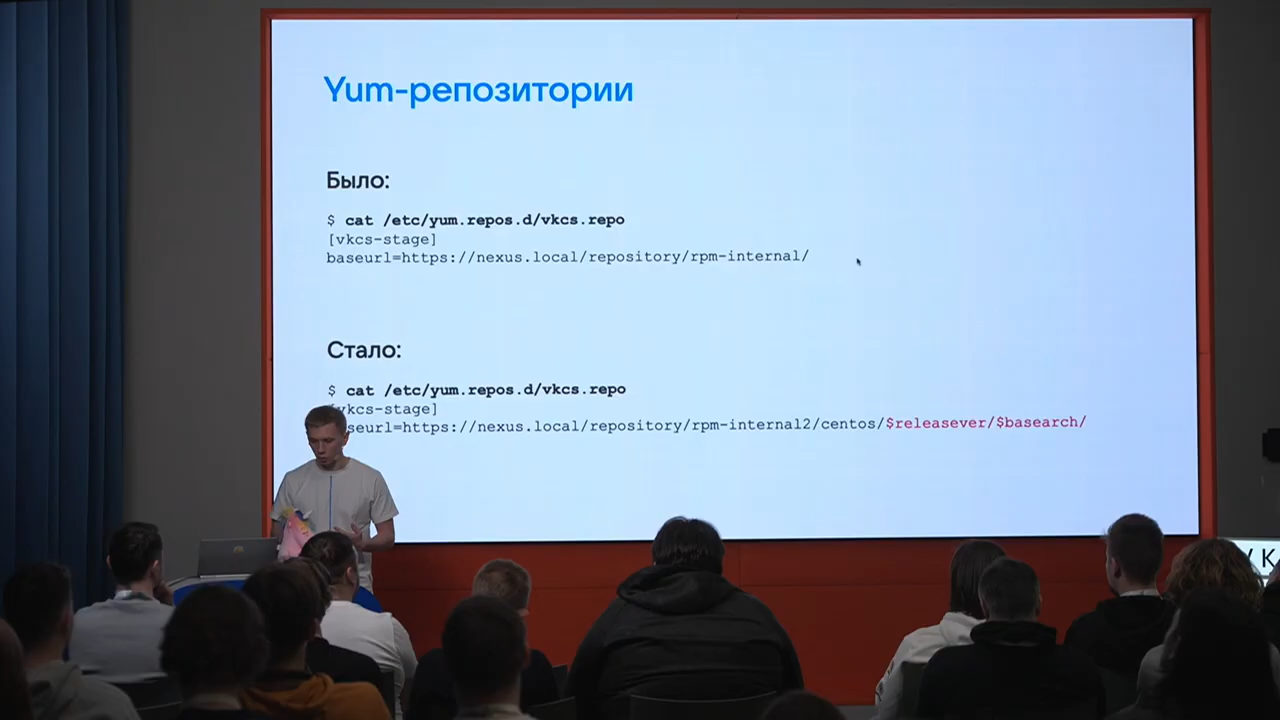 Yum-репозитории
Было:
$ cat /etc/yum.repos.d/vkcs.repo
[vkcs-stage]
baseurl=https://nexus.local/repository/rpm-internal/
Стало:
$ cat /etc/yum.repos.d/vkcs.repo
vkcs-stage]
seurl=https://nexus.local/repository/rpm-internal2/centos/$releasever/$basearch/
VK